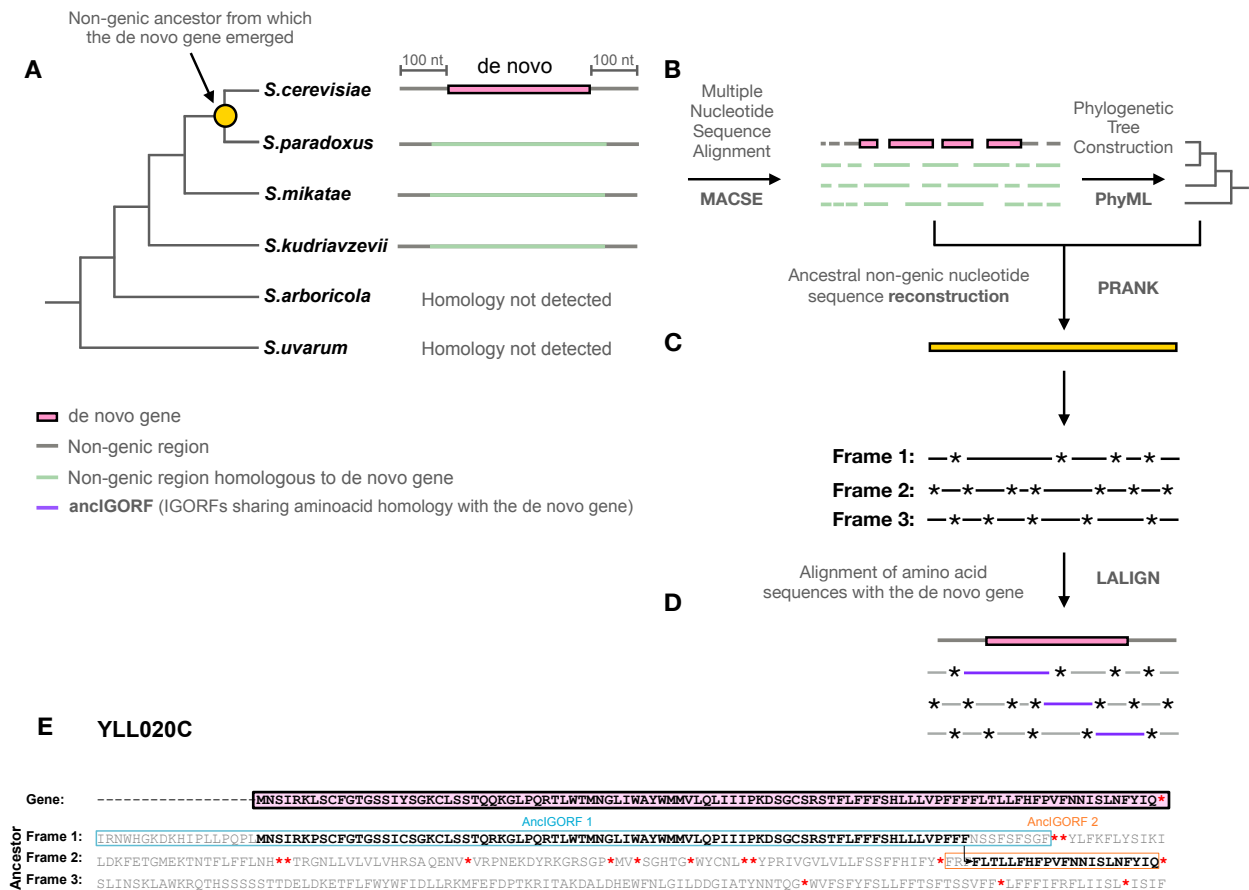 Non-genic ancestor from which
the de novo gene emerged
A
100 nt
de novo
100 nt
S.cerevisiae
S.paradoxus
S.mikatae
S.kudriavzevii
S.arboricola
Homology not detected
S.uvarum
Homology not detected
de novo gene
Non-genic region
Non-genic region homologous to de novo gene
ancIGORF (IGORFs sharing aminoacid homology with the de novo gene)
B
Multiple
Nucleotide
Sequence
Alignment
MACSE
Phylogenetic
Tree
Construction
PhyML
Ancestral non-genic nucleotide
sequence reconstruction
PRANK
C
Frame 1:
Frame 2:
Frame 3:
Alignment of amino acid
sequences with the de novo gene
LALIGN
D
E YLL020C
Gene: MNSIRKLSCFGTGSSIYSGKCLSSTQQKGLPQRTLWTMNGLIWAYWMMVLQLIIIPKDSGCSRSTFLFFFSHLLLVPFFFFLTLLFHFPVFNNISLNFYIQ*
AncIGORF 1 AncIGORF 2
Ancestor
Frame 1: IRNWHGKDKHIPLLPQPLMNSIRKPSCFGTGSSICSGKCLSSTQRKGLPQRTLWTMNGLIWAYWMMVLQPIIIPKDSGCSRSTFLFFFSHLLLVPFFFNSSFSFSGF**YLFKFLYSIKI
Frame 2: LDKFETGMEKTNTFLFFLNH**TRGNLLVLVLVHRSAQENV*VRPNEKDYRKGRSGP*MV*SGHTG*WYCNL**YPRIVGVLVLLFSSFFHIFY*FRFFLTLLFHFPVFNNISLNFYIQ*
Frame 3: SLINSKLAWKRQTHSSSSSTTDELDKETFLFWYWFIDLLRKMFEFDPTKRITAKDALDHEWFNLGILDDGIATYNNTQG*WVFSFYFSSLFTSFTSSVFF*LFFFIFRFLIISL*ISIF